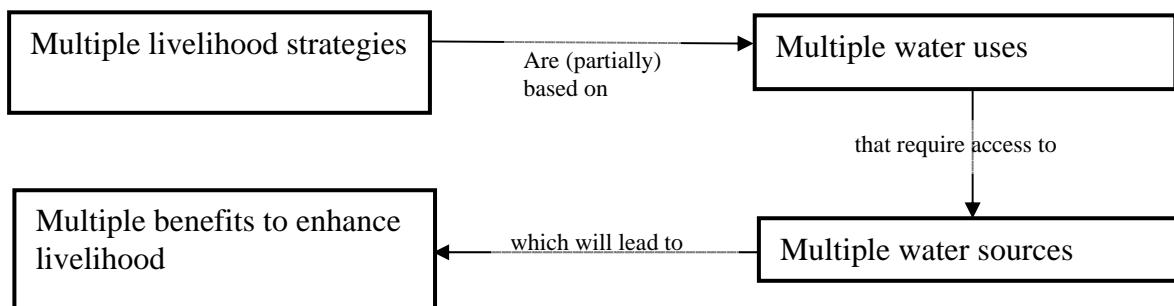 Multiple livelihood strategies
Are (partially)
based on
Multiple water uses
that require access to
Multiple water sources
which will lead to
Multiple benefits to enhance
livelihood